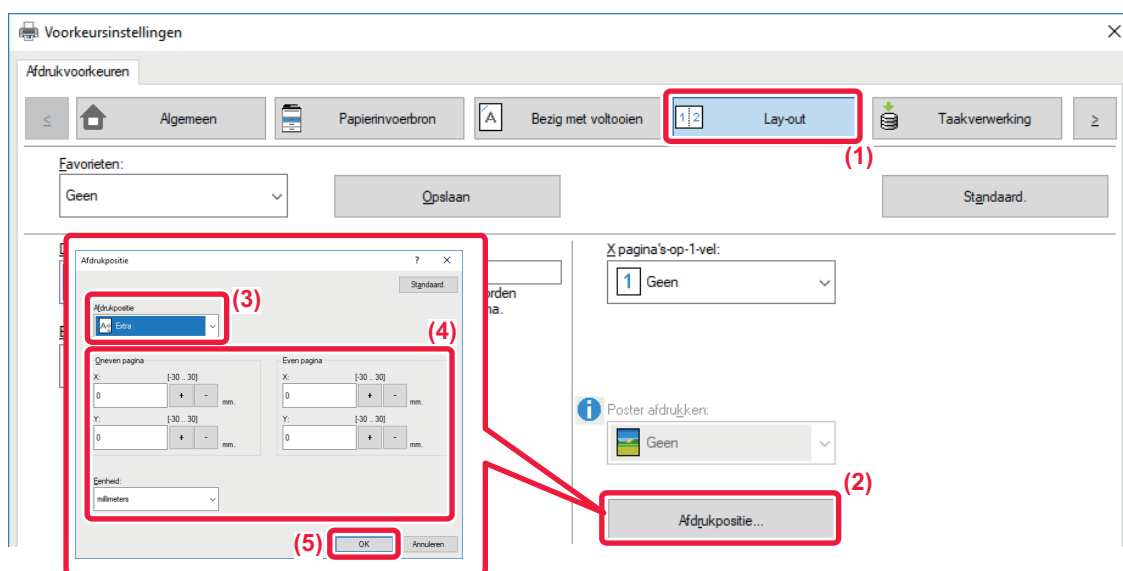 Voorkeursinstellingen
Afdrukvoorkeuren
< Algemeen Papierinvoerbron A Bezig met voltooien 1 2 Lay-out Taakverwerking >
(1)
Favorieten:
Geen Opslaan Standaard.
X pagina's-op-1-vel:
1 Geen
orden
na.
Afdrukpositie ? ×
Standaard.
Afdrukpositie
Extra
(3)
(4)
Oneven pagina Even pagina
X: [-30 .. 30] X: [-30 .. 30]
0 + - mm. 0 + - mm.
Y: [-30 .. 30] Y: [-30 .. 30]
0 + - mm. 0 + - mm.
Eenheid:
millimeters
(5) OK Annuleren
Poster afdrukken:
Geen
(2)
Afdrukpositie...